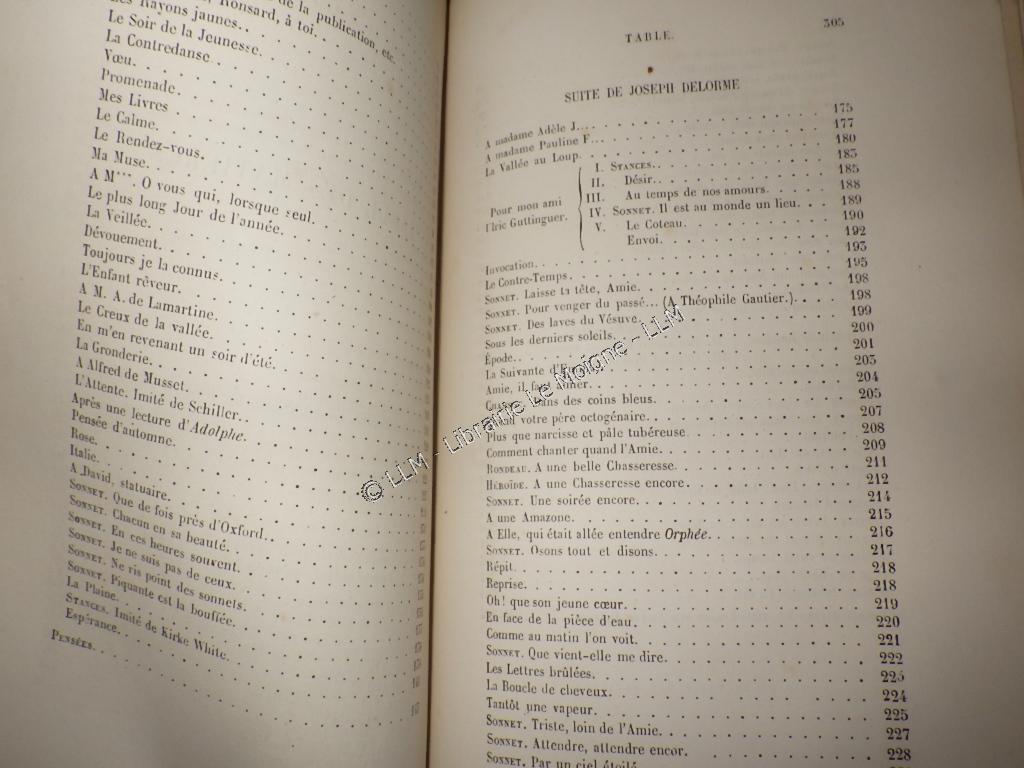 de la publication, etc.
Ronsard, à toi.
Les Rayons jaunes.
Le Soir de la Jeunesse.
La Contredanse
Vœu.
Promenade.
Mes Livres
Le Calme.
Le Rendez-vous.
Ma Muse.
A M***. O vous qui, lorsque seul.
Le plus long Jour de l'année.
La Veillée.
Dévouement.
Toujours je la connus.
L'Enfant rêveur.
A M. A. de Lamartine.
Le Creux de la vallée.
En m'en revenant un soir d'été.
La Gronderie.
A Alfred de Musset.
L'Attente. Imité de Schiller.
Après une lecture d'Adolphe.
Pensée d'automne.
Rose.
Italie.
A David, statuaire.
SONNET. Que de fois près d'Oxford.
SONNET. Chacun en sa beauté.
SONNET. En ces heures souvent.
SONNET. Je ne suis pas de ceux.
SONNET. Ne ris point des sonnets.
SONNET. Piquante est la bouffée.
La Plaine.
STANCES. Imité de Kirke White.
Espérance.
PENSÉES.
TABLE. 305
SUITE DE JOSEPH DELORME
A madame Adèle J... 175
A madame Pauline F... 177
La Vallée au Loup. 180
Pour mon ami Ulric Guttinguer.
I. STANCES. 183
II. Désir. 185
III. Au temps de nos amours. 188
IV. SONNET. Il est au monde un lieu. 189
V. Le Coteau. 190
Envoi. 192
Invocation. 193
Le Contre-Temps. 195
SONNET. Laisse ta tête, Amie. 198
SONNET. Pour venger du passé... (A Théophile Gautier.) 198
SONNET. Des laves du Vésuve. 199
Sous les derniers soleils. 200
Épode. 201
La Suivante 203
Amie, il faut aimer. 204
dans des coins bleus. 205
Quand votre père octogénaire. 207
Plus que narcisse et pâle tubéreuse 208
Comment chanter quand l'Amie. 209
RONDEAU. A une belle Chasseresse. 211
HÉROÏDE. A une Chasseresse encore 212
SONNET. Une soirée encore. 214
A une Amazone. 215
A Elle, qui était allée entendre Orphée. 216
SONNET. Osons tout et disons. 217
Répit. 218
Reprise. 218
Oh! que son jeune cœur. 219
En face de la pièce d'eau. 220
Comme au matin l'on voit. 221
SONNET. Que vient-elle me dire. 222
Les Lettres brûlées. 223
La Boucle de cheveux. 224
Tantôt une vapeur. 225
SONNET. Triste, loin de l'Amie. 227
SONNET. Attendre, attendre encor. 228
SONNET. Par un ciel étoilé
© LLM - Librairie Le Moigne - LLM